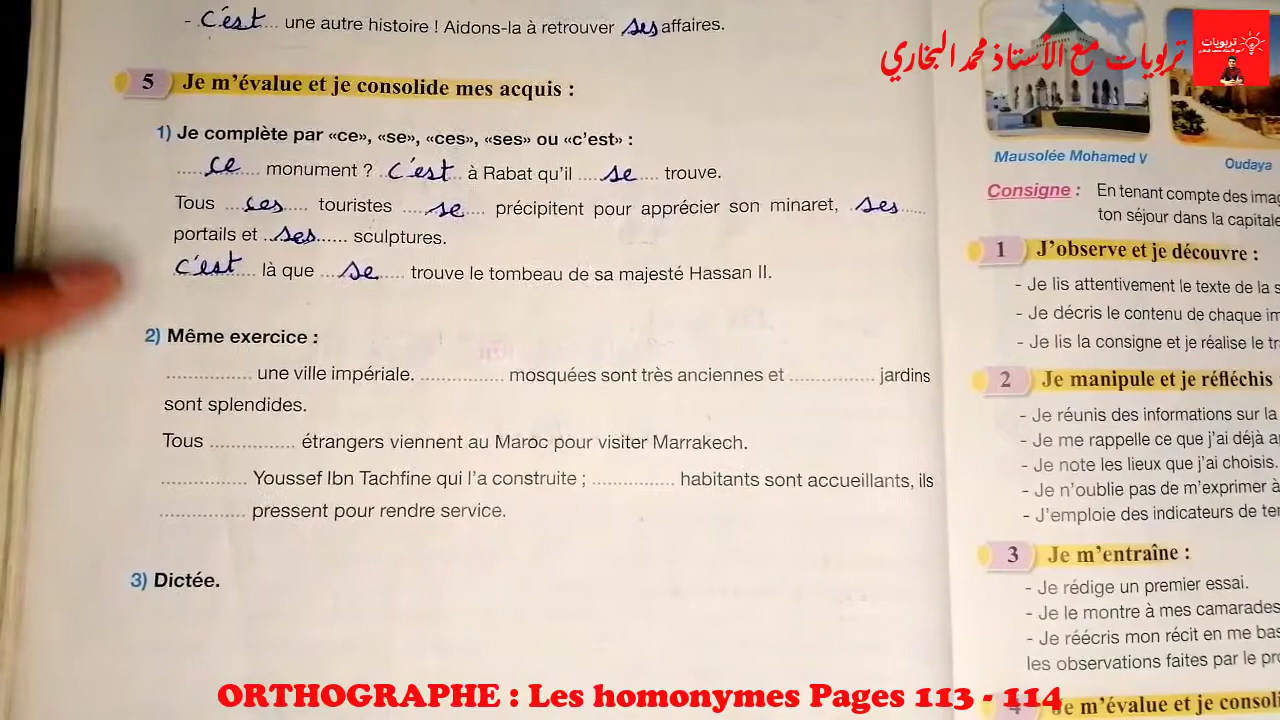 - c'est... une autre histoire ! Aidons-la à retrouver ses affaires.
5 Je m'évalue et je consolide mes acquis :
1) Je complète par «ce», «se», «ces», «ses» ou «c'est» :
.....ce..... monument ? ..c'est.. à Rabat qu'il ....se.... trouve.
Tous ...ces..... touristes .....se.... précipitent pour apprécier son minaret, .ses.....
portails et ..ses...... sculptures.
c'est... là que ...se..... trouve le tombeau de sa majesté Hassan II.
2) Même exercice :
............... une ville impériale. ............... mosquées sont très anciennes et ............... jardins
sont splendides.
Tous ............... étrangers viennent au Maroc pour visiter Marrakech.
............... Youssef Ibn Tachfine qui l'a construite ; ............... habitants sont accueillants, ils
............... pressent pour rendre service.
3) Dictée.
تربويات مع الأستاذ محمد البخاري
تربويات
Mausolée Mohamed V
Oudaya
Consigne : En tenant compte des ima
ton séjour dans la capitale
1 J'observe et je découvre :
- Je lis attentivement le texte de la s
- Je décris le contenu de chaque im
- Je lis la consigne et je réalise le tr
2 Je manipule et je réfléchis
- Je réunis des informations sur la
- Je me rappelle ce que j'ai déjà a
- Je note les lieux que j'ai choisis.
- Je n'oublie pas de m'exprimer à
- J'emploie des indicateurs de te
3 Je m'entraîne :
- Je rédige un premier essai.
- Je le montre à mes camarades
- Je réécris mon récit en me bas
les observations faites par le pro
4 Je m'évalue et je consoli
ORTHOGRAPHE : Les homonymes Pages 113 - 114